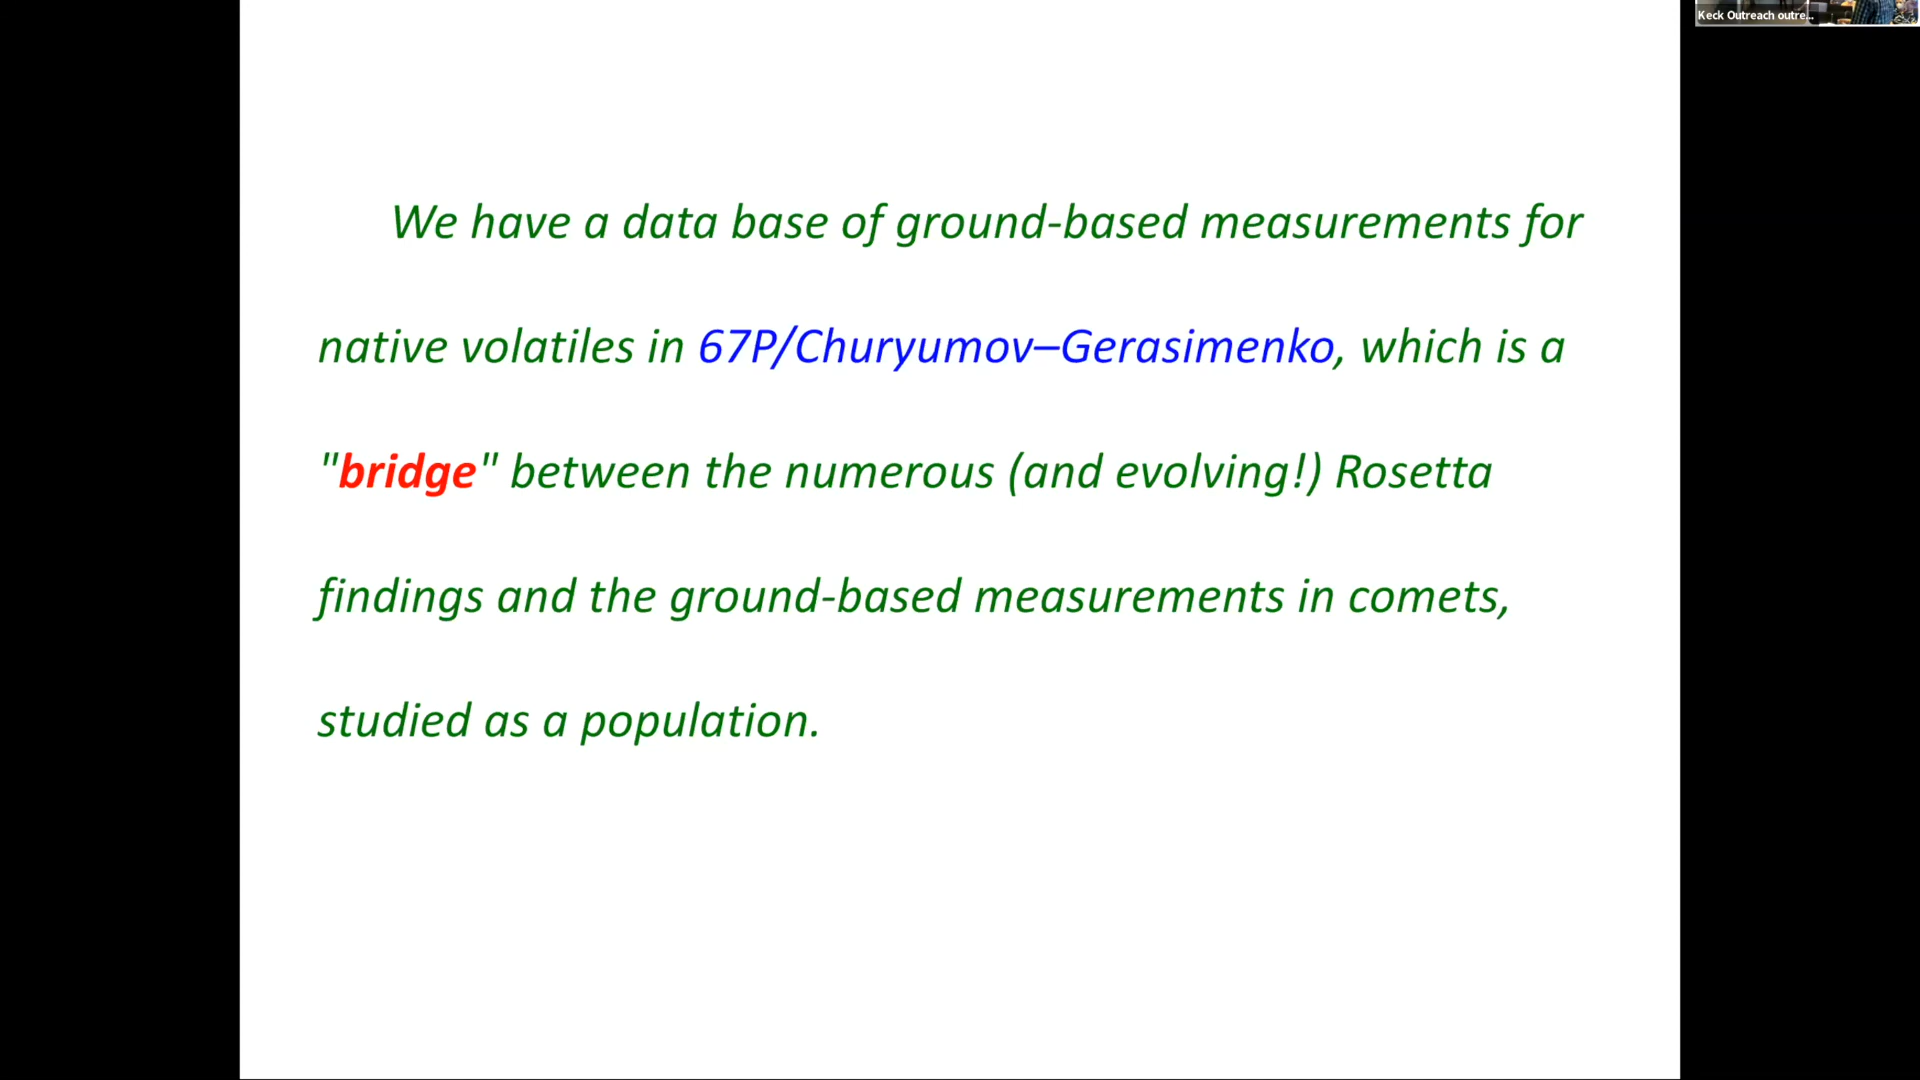 Keck Outreach outre...
We have a data base of ground-based measurements for
native volatiles in 67P/Churyumov–Gerasimenko, which is a
"bridge" between the numerous (and evolving!) Rosetta
findings and the ground-based measurements in comets,
studied as a population.